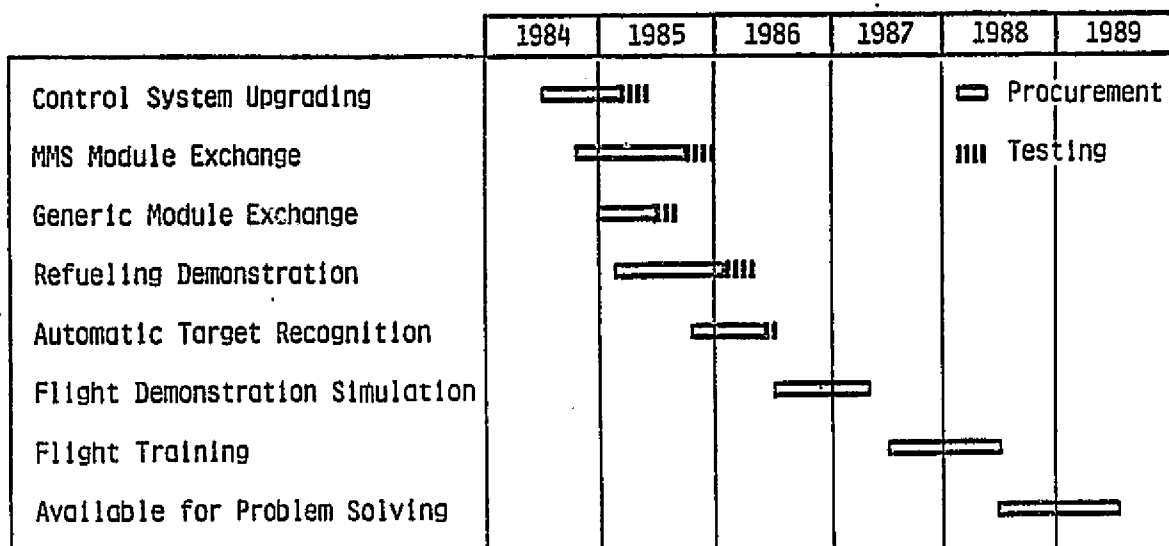 1984 1985 1986 1987 1988 1989
Control System Upgrading Procurement
MMS Module Exchange Testing
Generic Module Exchange
Refueling Demonstration
Automatic Target Recognition
Flight Demonstration Simulation
Flight Training
Available for Problem Solving